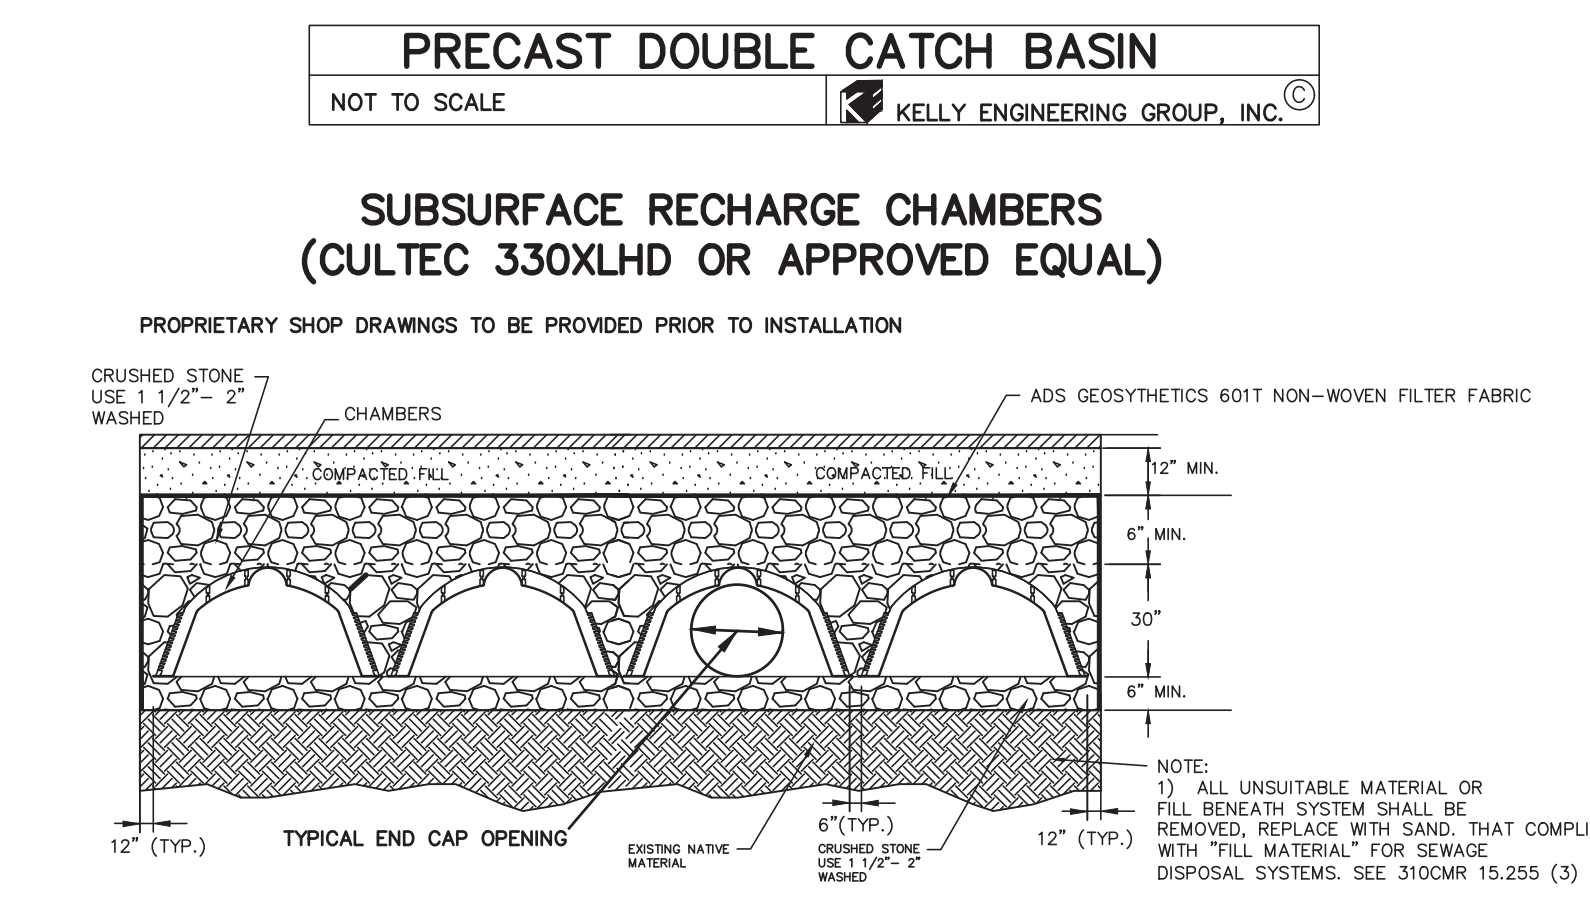 PRECAST DOUBLE CATCH BASIN
NOT TO SCALE
KELLY ENGINEERING GROUP, INC. ©
SUBSURFACE RECHARGE CHAMBERS
(CULTEC 330XLHD OR APPROVED EQUAL)
PROPRIETARY SHOP DRAWINGS TO BE PROVIDED PRIOR TO INSTALLATION
CRUSHED STONE
USE 1 1/2"- 2"
WASHED
CHAMBERS
ADS GEOSYTHETICS 601T NON-WOVEN FILTER FABRIC
COMPACTED FILL
COMPACTED FILL
12" MIN.
6" MIN.
30"
6" MIN.
12" (TYP.)
TYPICAL END CAP OPENING
EXISTING NATIVE
MATERIAL
6"(TYP.)
CRUSHED STONE
USE 1 1/2"- 2"
WASHED
12" (TYP.)
NOTE:
1) ALL UNSUITABLE MATERIAL OR
FILL BENEATH SYSTEM SHALL BE
REMOVED, REPLACE WITH SAND. THAT COMPLI
WITH "FILL MATERIAL" FOR SEWAGE
DISPOSAL SYSTEMS. SEE 310CMR 15.255 (3)